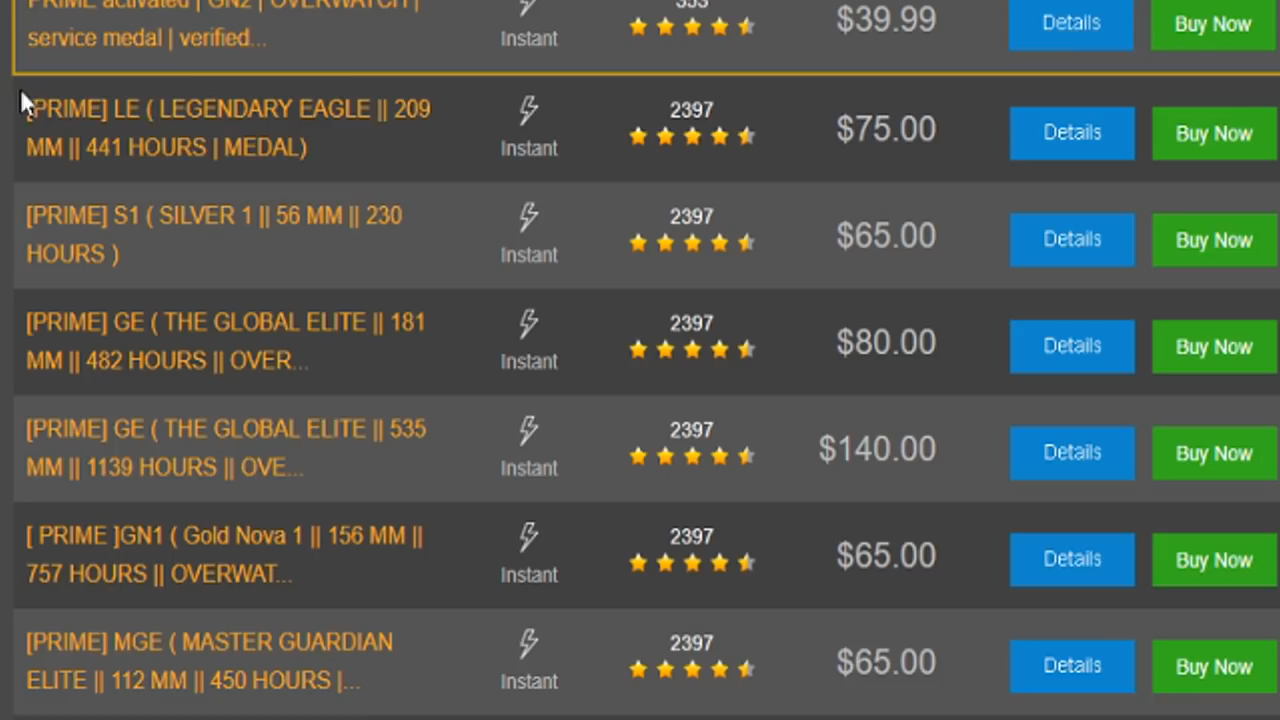 PRIME activated | GN2 | OVERWATCH |
service medal | verified...
Instant
353
$39.99
Details
Buy Now
[PRIME] LE ( LEGENDARY EAGLE || 209
MM || 441 HOURS | MEDAL)
Instant
2397
$75.00
Details
Buy Now
[PRIME] S1 ( SILVER 1 || 56 MM || 230
HOURS )
Instant
2397
$65.00
Details
Buy Now
[PRIME] GE ( THE GLOBAL ELITE || 181
MM || 482 HOURS || OVER...
Instant
2397
$80.00
Details
Buy Now
[PRIME] GE ( THE GLOBAL ELITE || 535
MM || 1139 HOURS || OVE...
Instant
2397
$140.00
Details
Buy Now
[ PRIME ]GN1 ( Gold Nova 1 || 156 MM ||
757 HOURS || OVERWAT...
Instant
2397
$65.00
Details
Buy Now
[PRIME] MGE ( MASTER GUARDIAN
ELITE || 112 MM || 450 HOURS |...
Instant
2397
$65.00
Details
Buy Now